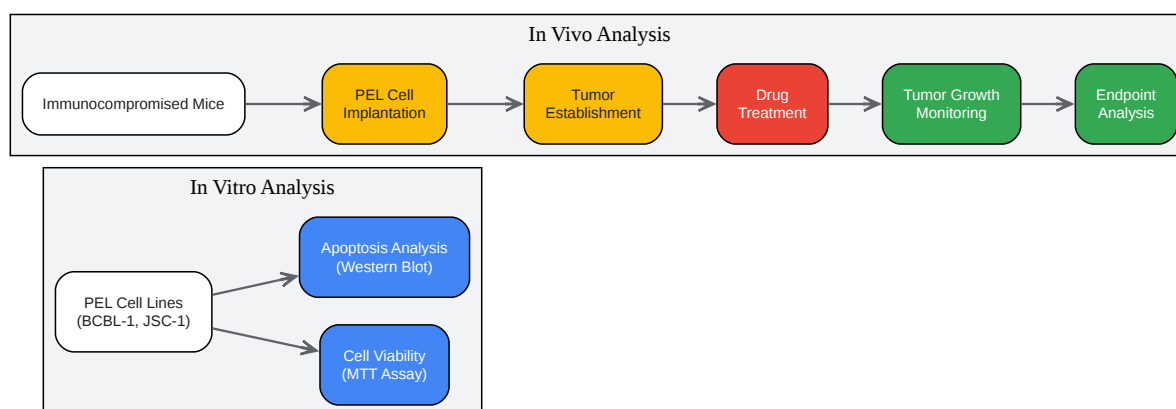 In Vivo Analysis
Immunocompromised Mice
PEL Cell
Implantation
Tumor
Establishment
Drug
Treatment
Tumor Growth
Monitoring
Endpoint
Analysis
In Vitro Analysis
PEL Cell Lines
(BCBL-1, JSC-1)
Apoptosis Analysis
(Western Blot)
Cell Viability
(MTT Assay)